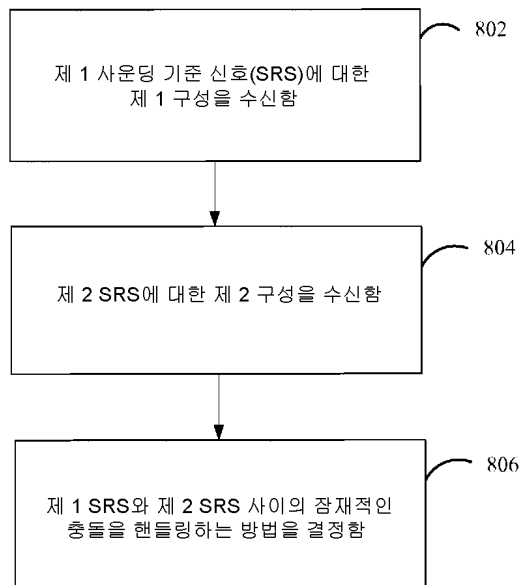 802
제 1 사운딩 기준 신호(SRS)에 대한
제 1 구성을 수신함
804
제 2 SRS에 대한 제 2 구성을 수신함
806
제 1 SRS와 제 2 SRS 사이의 잠재적인
충돌을 핸들링하는 방법을 결정함